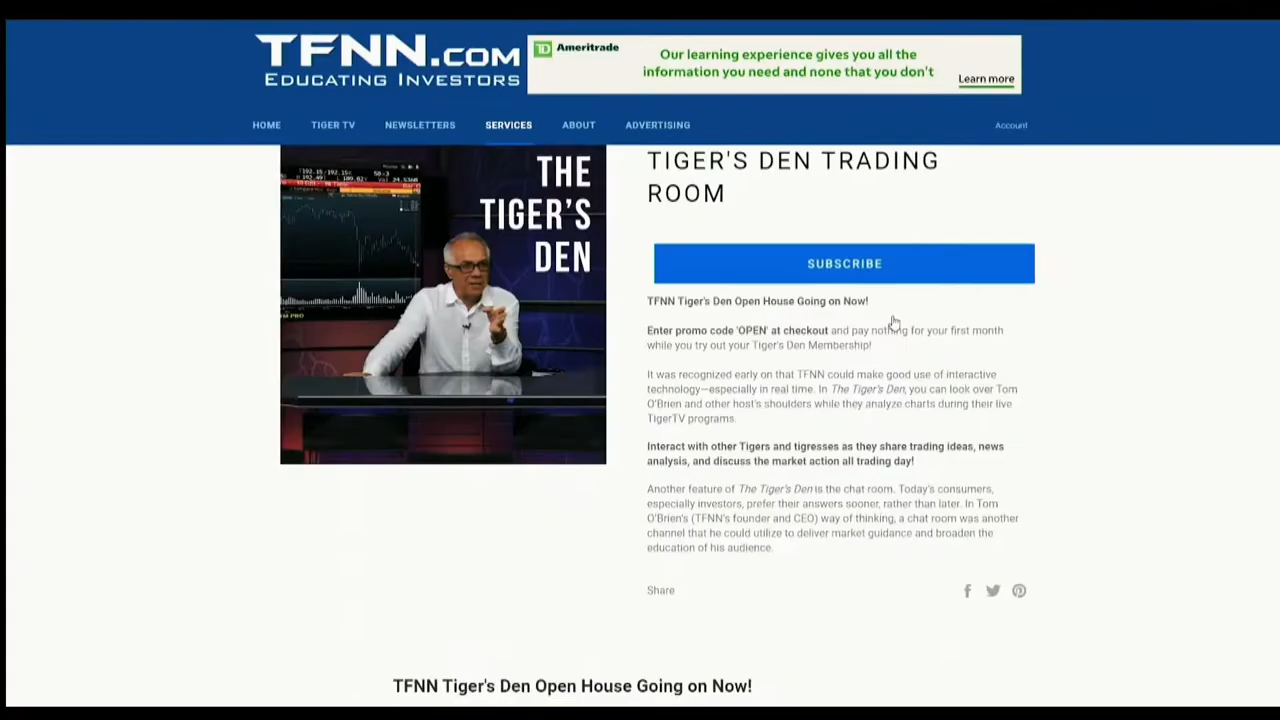 TFNN.COM
EDUCATING INVESTORS
TD Ameritrade
Our learning experience gives you all the
information you need and none that you don't
Learn more
HOME TIGER TV NEWSLETTERS SERVICES ABOUT ADVERTISING Account
THE
TIGER'S
DEN
TIGER'S DEN TRADING
ROOM
SUBSCRIBE
TFNN Tiger's Den Open House Going on Now!
Enter promo code 'OPEN' at checkout and pay nothing for your first month
while you try out your Tiger's Den Membership!
It was recognized early on that TFNN could make good use of interactive
technology—especially in real time. In The Tiger's Den, you can look over Tom
O'Brien and other host's shoulders while they analyze charts during their live
TigerTV programs.
Interact with other Tigers and tigresses as they share trading ideas, news
analysis, and discuss the market action all trading day!
Another feature of The Tiger's Den is the chat room. Today's consumers,
especially investors, prefer their answers sooner, rather than later. In Tom
O'Brien's (TFNN's founder and CEO) way of thinking, a chat room was another
channel that he could utilize to deliver market guidance and broaden the
education of his audience.
Share
TFNN Tiger's Den Open House Going on Now!